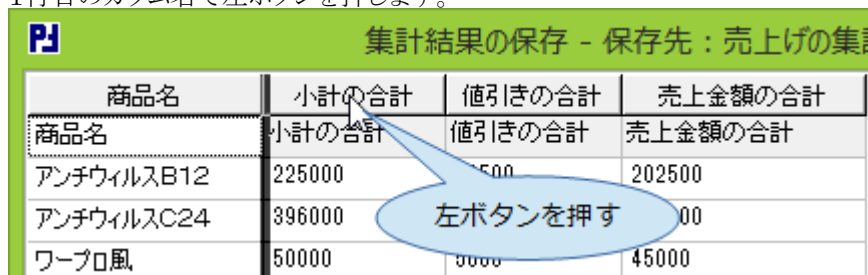 1行目のカラム名で左ボタンを押します。
集計結果の保存 - 保存先：売上げの集
商品名 小計の合計 値引きの合計 売上金額の合計
商品名 小計の合計 値引きの合計 売上金額の合計
アンチウィルスB12 225000 202500
アンチウィルスC24 396000
左ボタンを押す
ワープロ風 50000 5000 45000